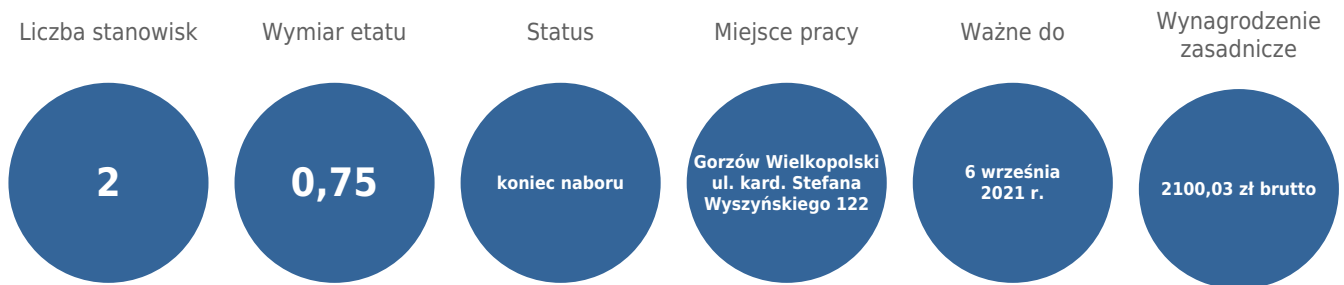 Liczba stanowisk
Wymiar etatu
Status
Miejsce pracy
Ważne do
Wynagrodzenie
zasadnicze
2
0,75
koniec naboru
Gorzów Wielkopolski
ul. kard. Stefana
Wyszyńskiego 122
6 września
2021 r.
2100,03 zł brutto